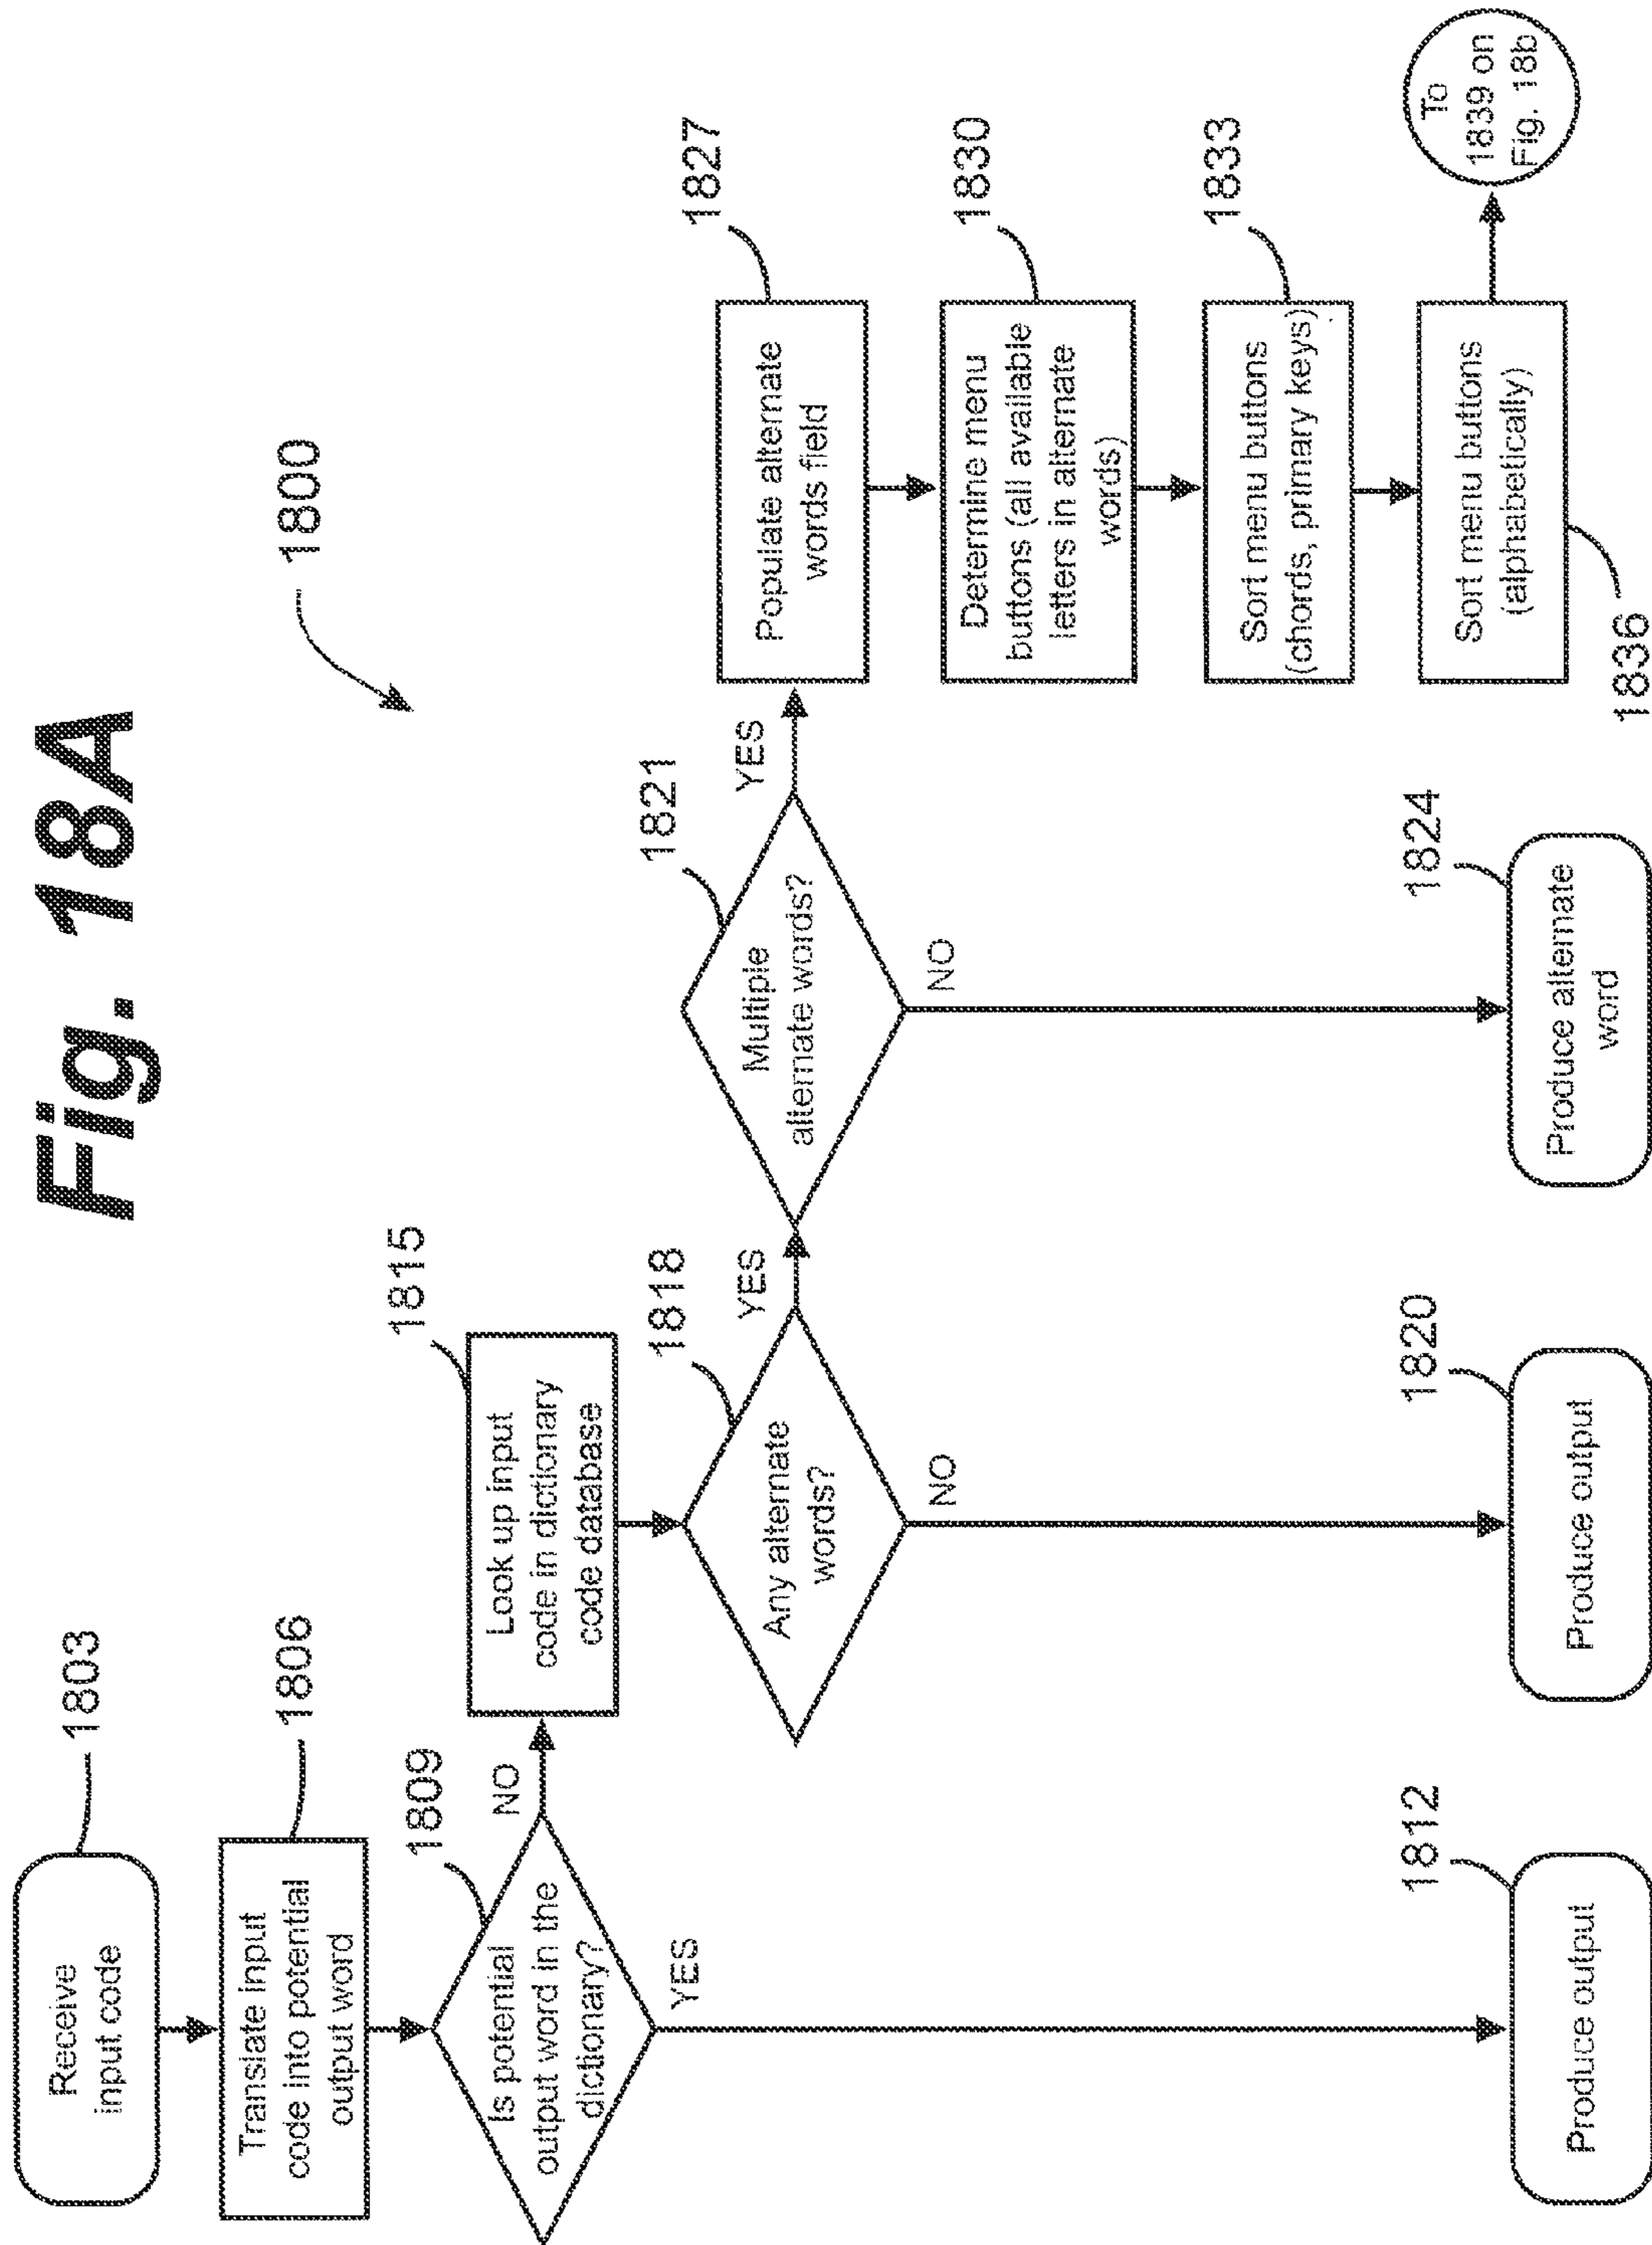 Fig. 18A
1800
1803
Receive
input code
1806
Translate input
code into potential
output word
1809
Is potential
output word in the
dictionary?
NO
YES
1812
Produce output
1815
Look up input
code in dictionary
code database
1818
Any alternate
words?
YES
NO
1820
Produce output
1821
Multiple
alternate words?
YES
NO
1824
Produce alternate
word
1827
Populate alternate
words field
1830
Determine menu
buttons (all available
letters in alternate
words)
1833
Sort menu buttons
(chords, primary keys)
1836
Sort menu buttons
(alphabetically)
To
1839 on
Fig. 18b